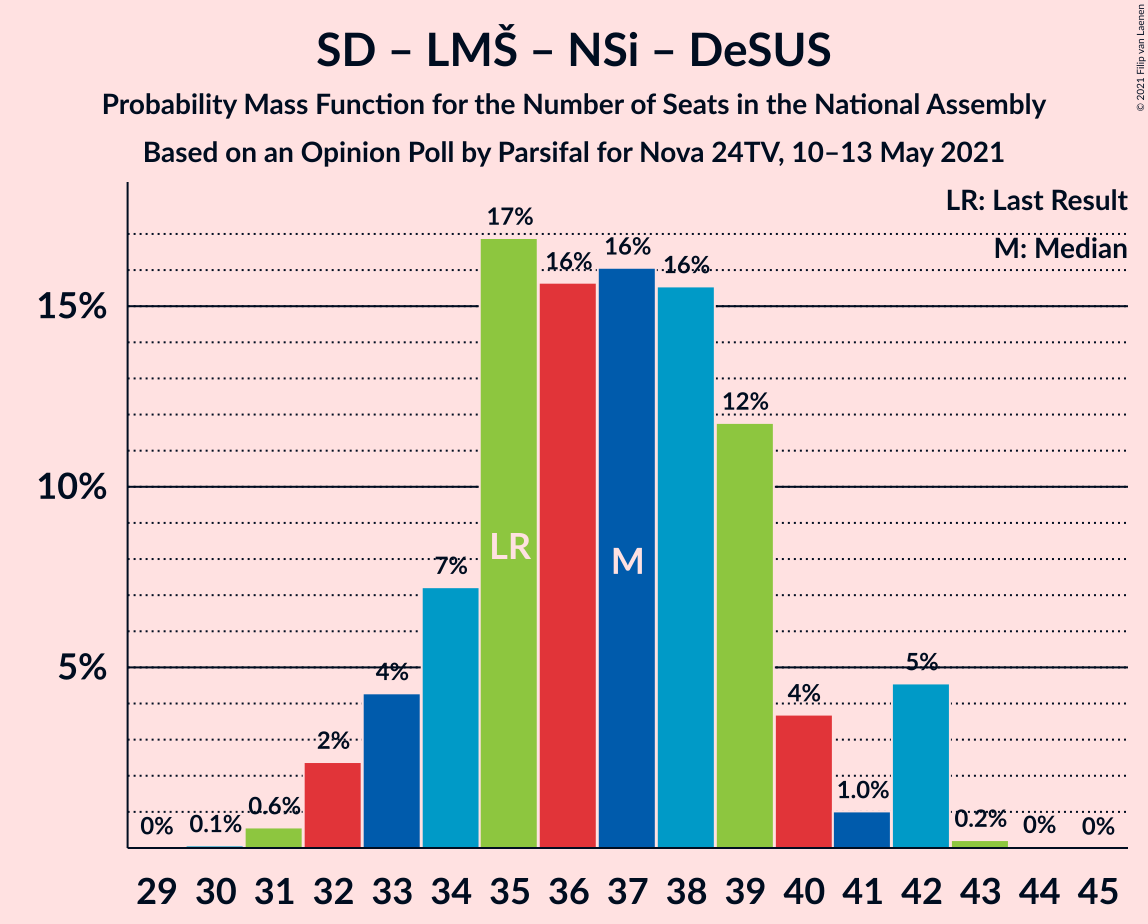 SD – LMŠ – NSi – DeSUS
Probability Mass Function for the Number of Seats in the National Assembly
Based on an Opinion Poll by Parsifal for Nova 24TV, 10–13 May 2021
© 2021 Filip van Laenen
LR: Last Result
M: Median
15%
10%
5%
0% 0.1% 0.6% 2% 4% 7% 17% 16% 16% 16% 12% 4% 1.0% 5% 0.2% 0% 0%
LR M
29 30 31 32 33 34 35 36 37 38 39 40 41 42 43 44 45